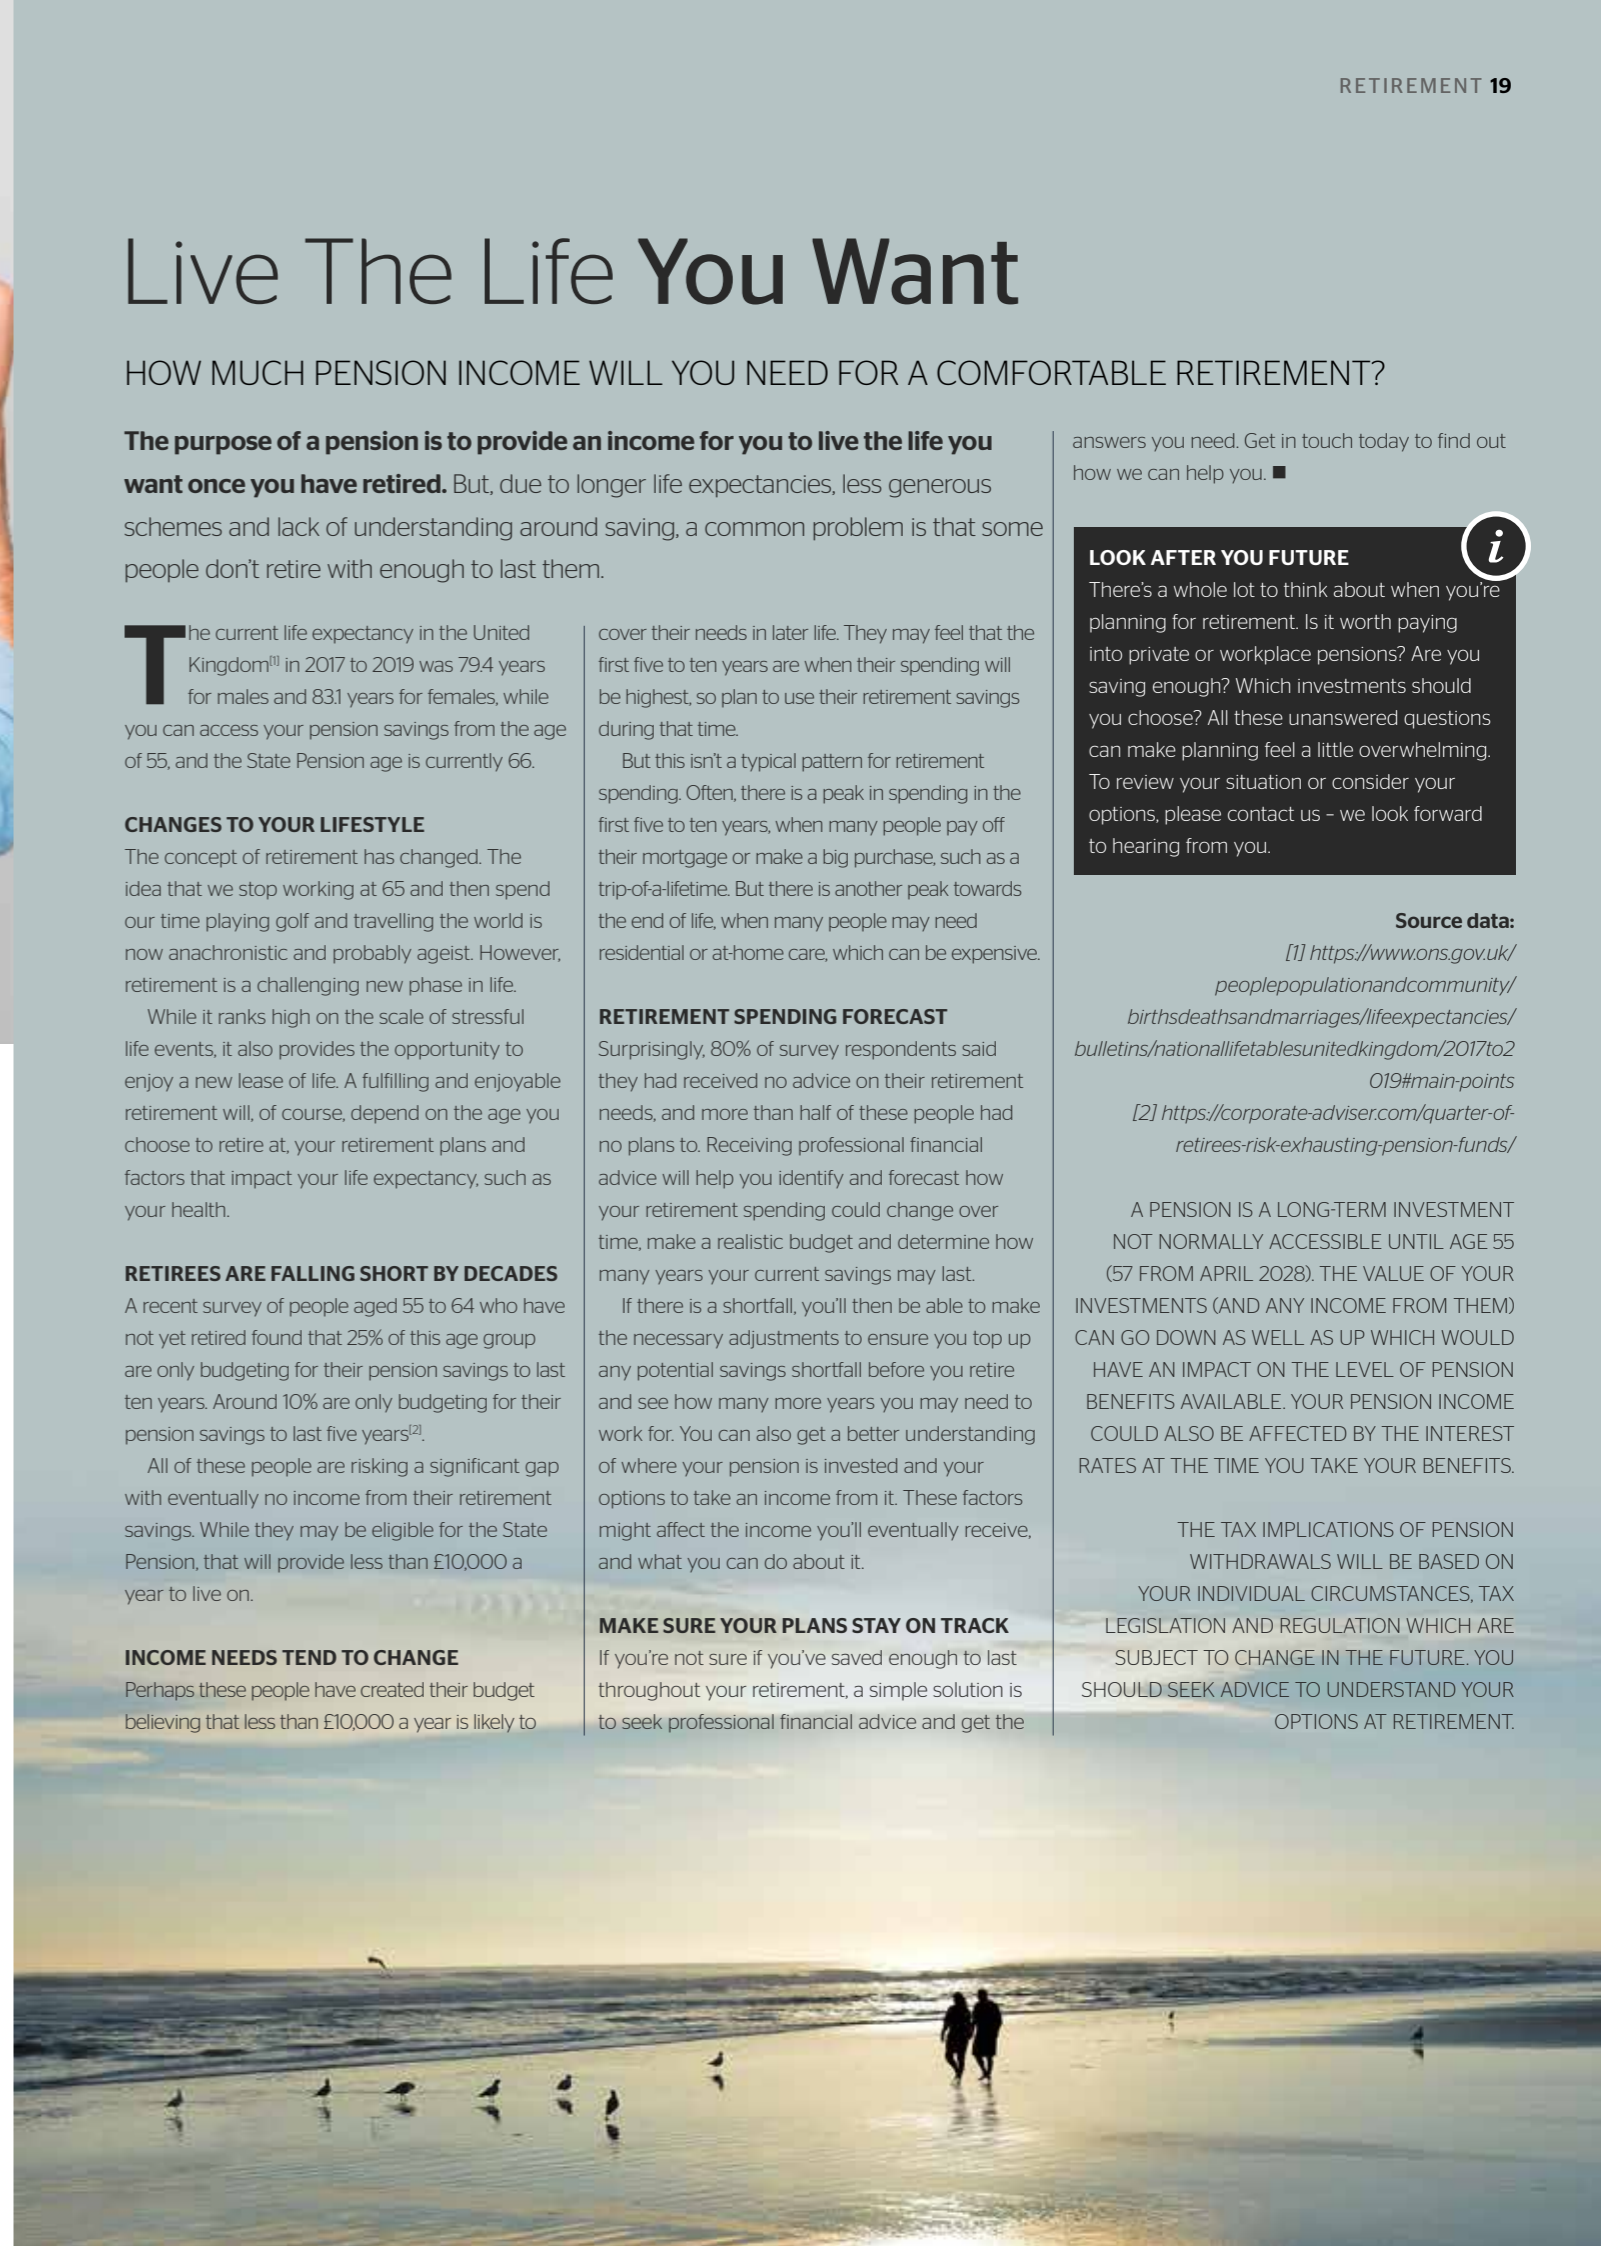 RETIREMENT 19
Live The Life You Want
HOW MUCH PENSION INCOME WILL YOU NEED FOR A COMFORTABLE RETIREMENT?
The purpose of a pension is to provide an income for you to live the life you
want once you have retired. But, due to longer life expectancies, less generous
schemes and lack of understanding around saving, a common problem is that some
people don't retire with enough to last them.
The current life expectancy in the United
Kingdom[1] in 2017 to 2019 was 79.4 years
for males and 83.1 years for females, while
you can access your pension savings from the age
of 55, and the State Pension age is currently 66.
CHANGES TO YOUR LIFESTYLE
The concept of retirement has changed. The
idea that we stop working at 65 and then spend
our time playing golf and travelling the world is
now anachronistic and probably ageist. However,
retirement is a challenging new phase in life.
While it ranks high on the scale of stressful
life events, it also provides the opportunity to
enjoy a new lease of life. A fulfilling and enjoyable
retirement will, of course, depend on the age you
choose to retire at, your retirement plans and
factors that impact your life expectancy, such as
your health.
RETIREES ARE FALLING SHORT BY DECADES
A recent survey of people aged 55 to 64 who have
not yet retired found that 25% of this age group
are only budgeting for their pension savings to last
ten years. Around 10% are only budgeting for their
pension savings to last five years[2].
All of these people are risking a significant gap
with eventually no income from their retirement
savings. While they may be eligible for the State
Pension, that will provide less than £10,000 a
year to live on.
INCOME NEEDS TEND TO CHANGE
Perhaps these people have created their budget
believing that less than £10,000 a year is likely to
cover their needs in later life. They may feel that the
first five to ten years are when their spending will
be highest, so plan to use their retirement savings
during that time.
But this isn't a typical pattern for retirement
spending. Often, there is a peak in spending in the
first five to ten years, when many people pay off
their mortgage or make a big purchase, such as a
trip-of-a-lifetime. But there is another peak towards
the end of life, when many people may need
residential or at-home care, which can be expensive.
RETIREMENT SPENDING FORECAST
Surprisingly, 80% of survey respondents said
they had received no advice on their retirement
needs, and more than half of these people had
no plans to. Receiving professional financial
advice will help you identify and forecast how
your retirement spending could change over
time, make a realistic budget and determine how
many years your current savings may last.
If there is a shortfall, you'll then be able to make
the necessary adjustments to ensure you top up
any potential savings shortfall before you retire
and see how many more years you may need to
work for. You can also get a better understanding
of where your pension is invested and your
options to take an income from it. These factors
might affect the income you'll eventually receive,
and what you can do about it.
MAKE SURE YOUR PLANS STAY ON TRACK
If you're not sure if you've saved enough to last
throughout your retirement, a simple solution is
to seek professional financial advice and get the
answers you need. Get in touch today to find out
how we can help you. ■
i
LOOK AFTER YOU FUTURE
There's a whole lot to think about when you're
planning for retirement. Is it worth paying
into private or workplace pensions? Are you
saving enough? Which investments should
you choose? All these unanswered questions
can make planning feel a little overwhelming.
To review your situation or consider your
options, please contact us – we look forward
to hearing from you.
Source data:
[1] https://www.ons.gov.uk/
peoplepopulationandcommunity/
birthsdeathsandmarriages/lifeexpectancies/
bulletins/nationallifetablesunitedkingdom/2017to2
019#main-points
[2] https://corporate-adviser.com/quarter-of-
retirees-risk-exhausting-pension-funds/
A PENSION IS A LONG-TERM INVESTMENT
NOT NORMALLY ACCESSIBLE UNTIL AGE 55
(57 FROM APRIL 2028). THE VALUE OF YOUR
INVESTMENTS (AND ANY INCOME FROM THEM)
CAN GO DOWN AS WELL AS UP WHICH WOULD
HAVE AN IMPACT ON THE LEVEL OF PENSION
BENEFITS AVAILABLE. YOUR PENSION INCOME
COULD ALSO BE AFFECTED BY THE INTEREST
RATES AT THE TIME YOU TAKE YOUR BENEFITS.
THE TAX IMPLICATIONS OF PENSION
WITHDRAWALS WILL BE BASED ON
YOUR INDIVIDUAL CIRCUMSTANCES, TAX
LEGISLATION AND REGULATION WHICH ARE
SUBJECT TO CHANGE IN THE FUTURE. YOU
SHOULD SEEK ADVICE TO UNDERSTAND YOUR
OPTIONS AT RETIREMENT.